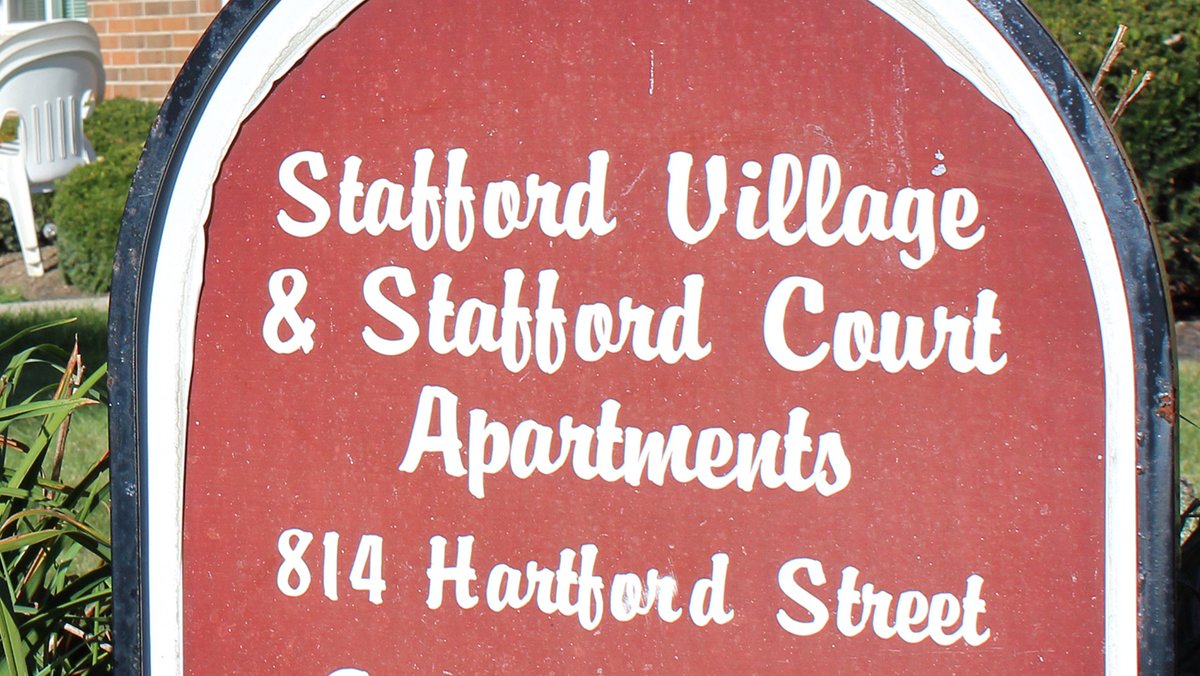 Stafford Village
& Stafford Court
Apartments
814 Hartford Street